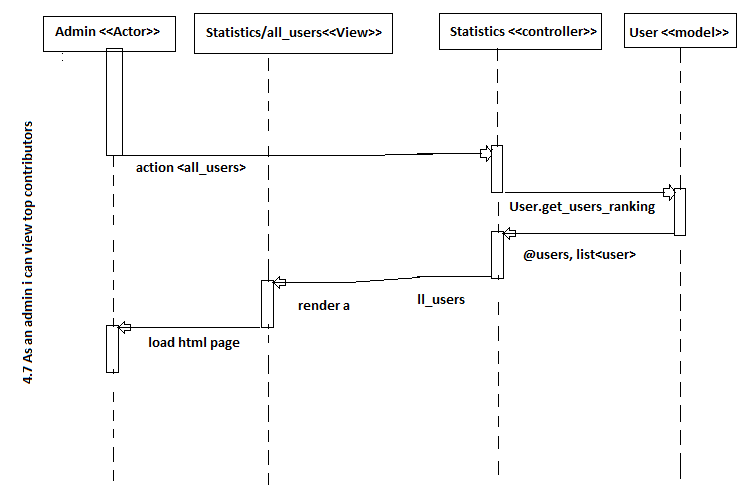 Admin <<Actor>>
Statistics/all_users<<View>>
Statistics <<controller>>
User <<model>>
4.7 As an admin i can view top contributors
action <all_users>
User.get_users_ranking
@users, list<user>
render a ll_users
load html page